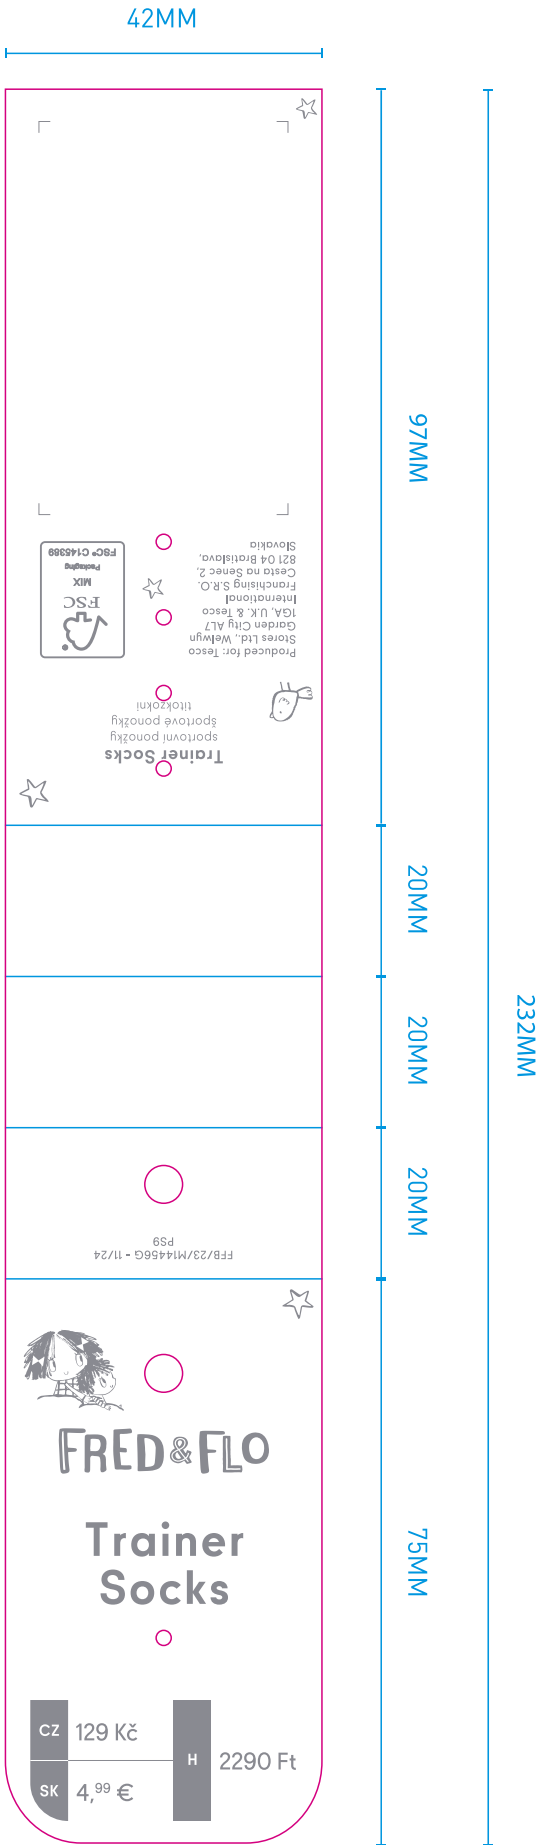 42MM
97MM
20MM
20MM
20MM
75MM
232MM
Trainer Socks
sportovní ponožky
športové ponožky
titokzokni
Produced for: Tesco
Stores Ltd., Welwyn
Garden City AL7
1GA, U.K. & Tesco
International
Franchising S.R.O.
Cesta na Senec 2,
821 04 Bratislava,
Slovakia
FSC
MIX
Packaging
FSC® C145389
FFB/23/M14456G - 11/24
PS9
FRED & FLO
Trainer
Socks
CZ 129 Kč
SK 4,99 €
H 2290 Ft